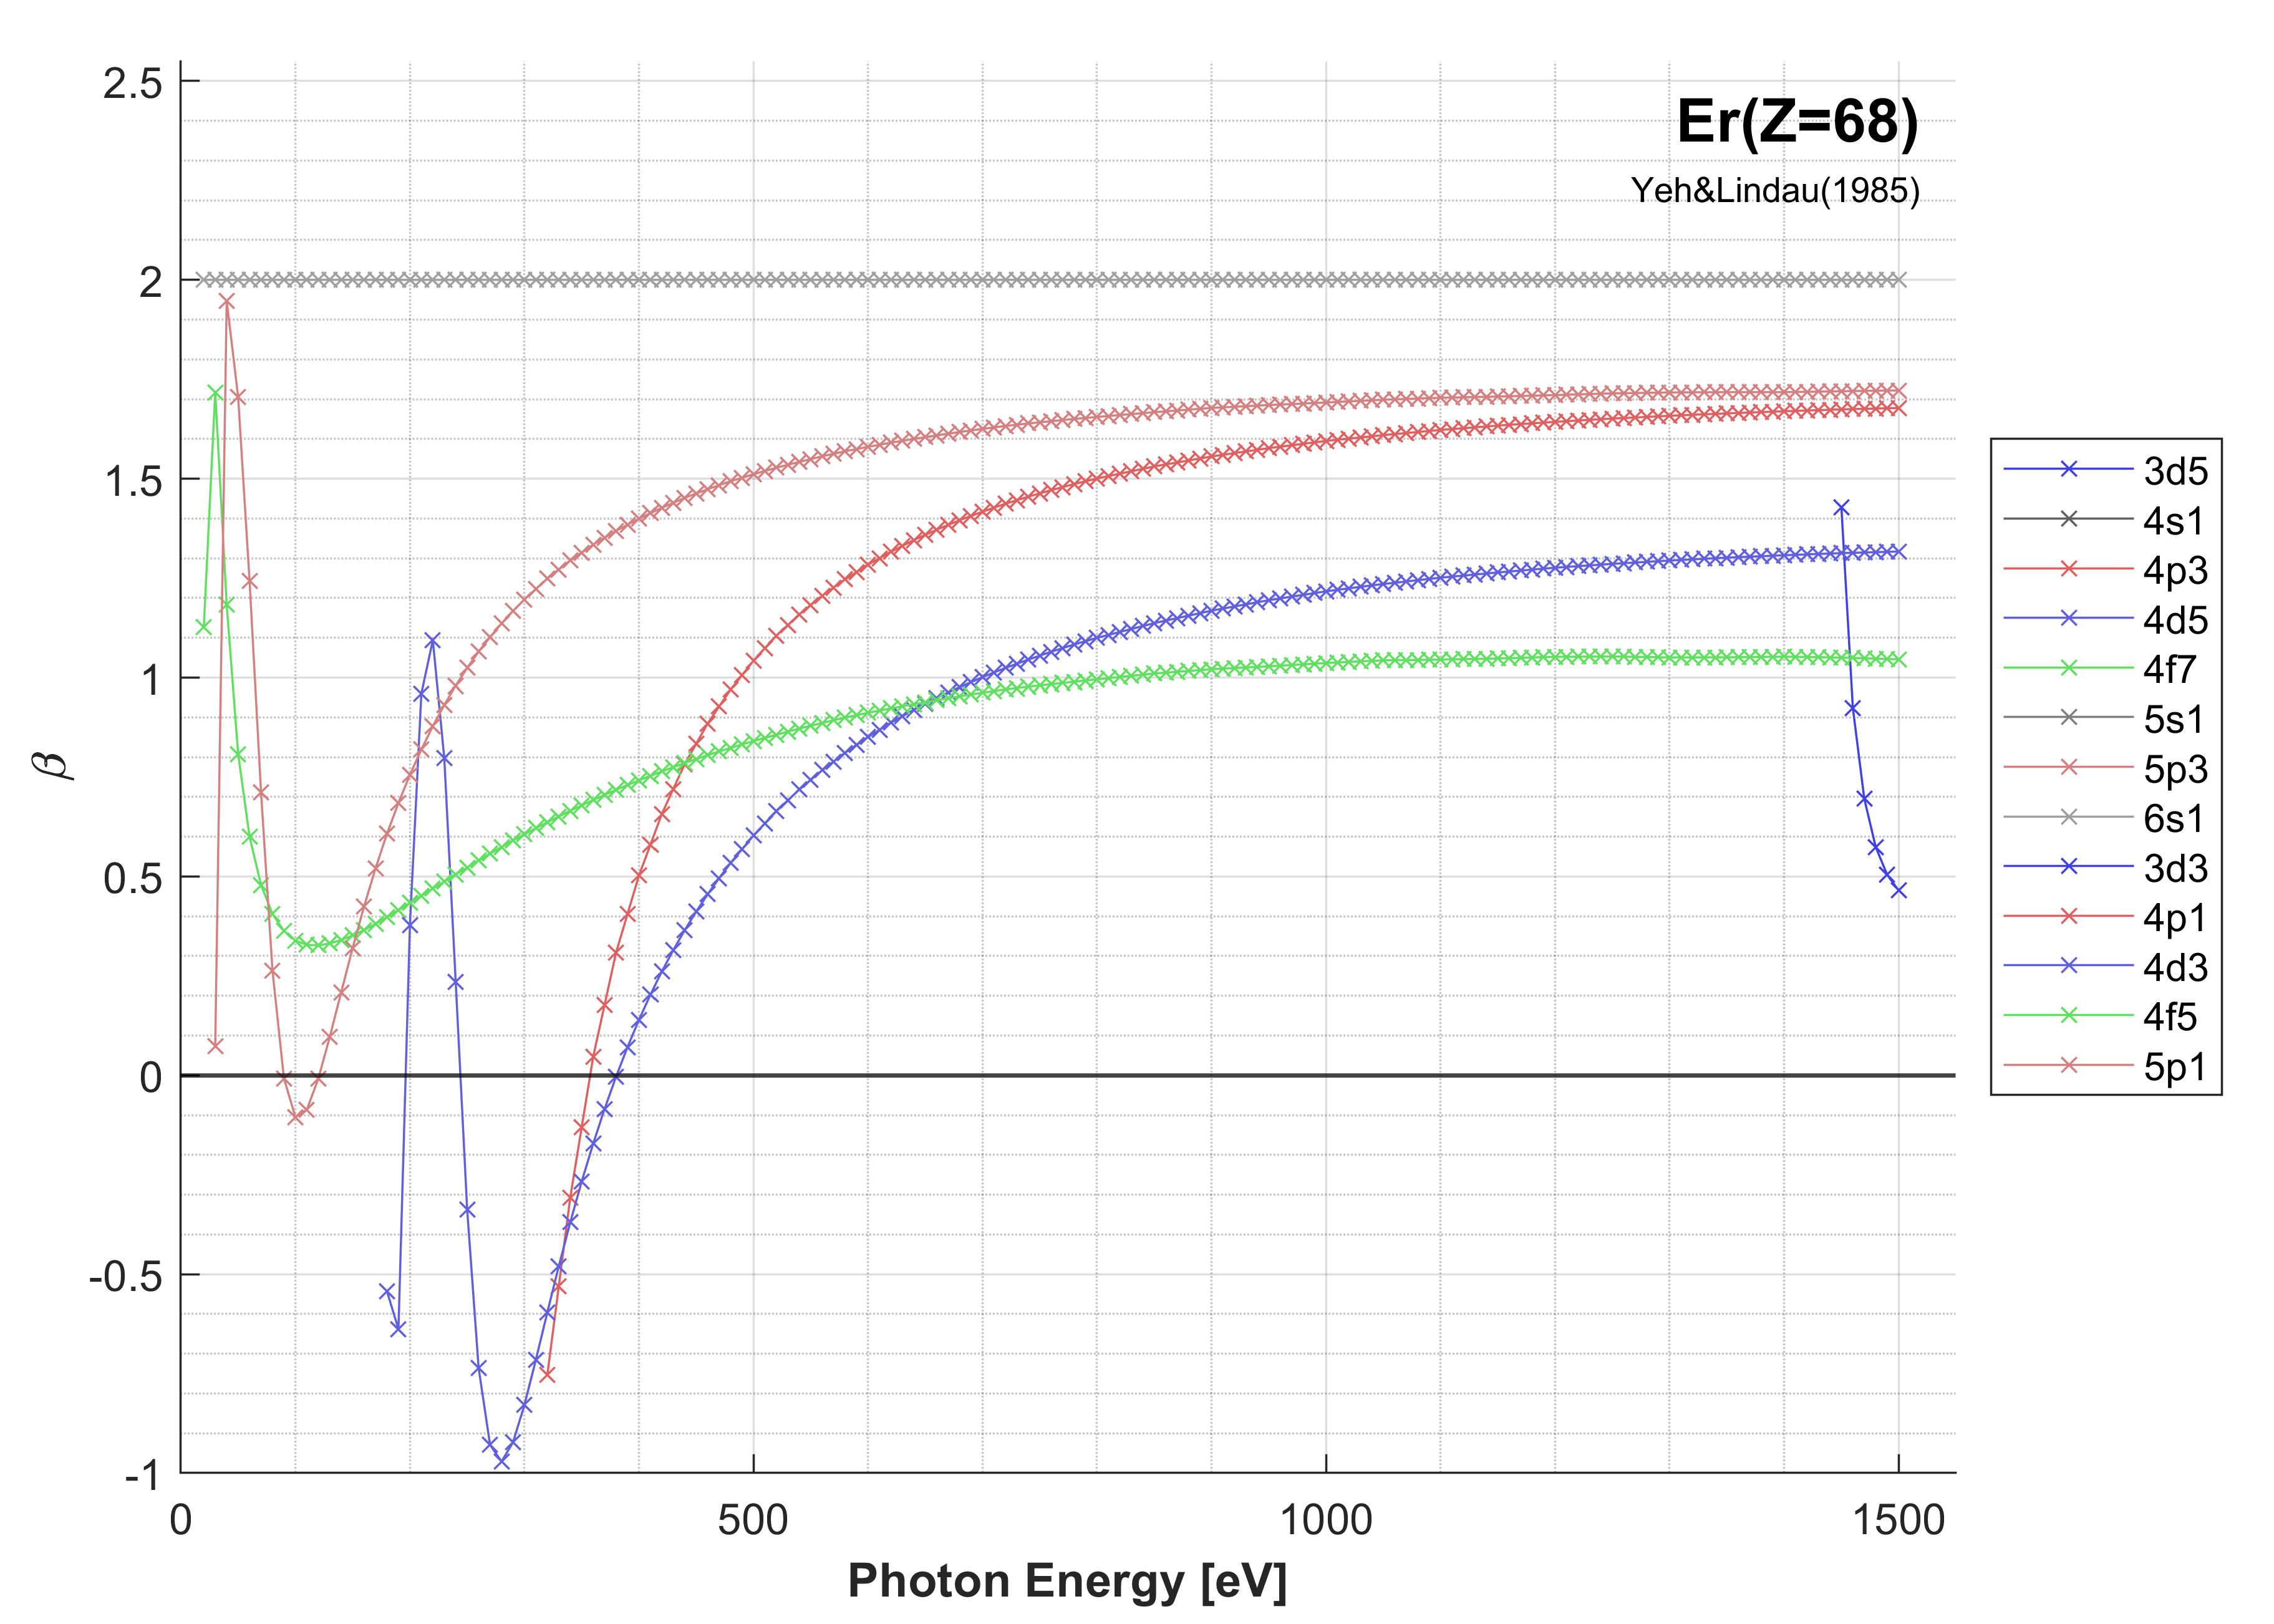 Er(Z=68)
Yeh&Lindau(1985)
2.5
2
1.5
1
0.5
0
-0.5
-1
β
0
500
1000
1500
Photon Energy [eV]
3d5
4s1
4p3
4d5
4f7
5s1
5p3
6s1
3d3
4p1
4d3
4f5
5p1